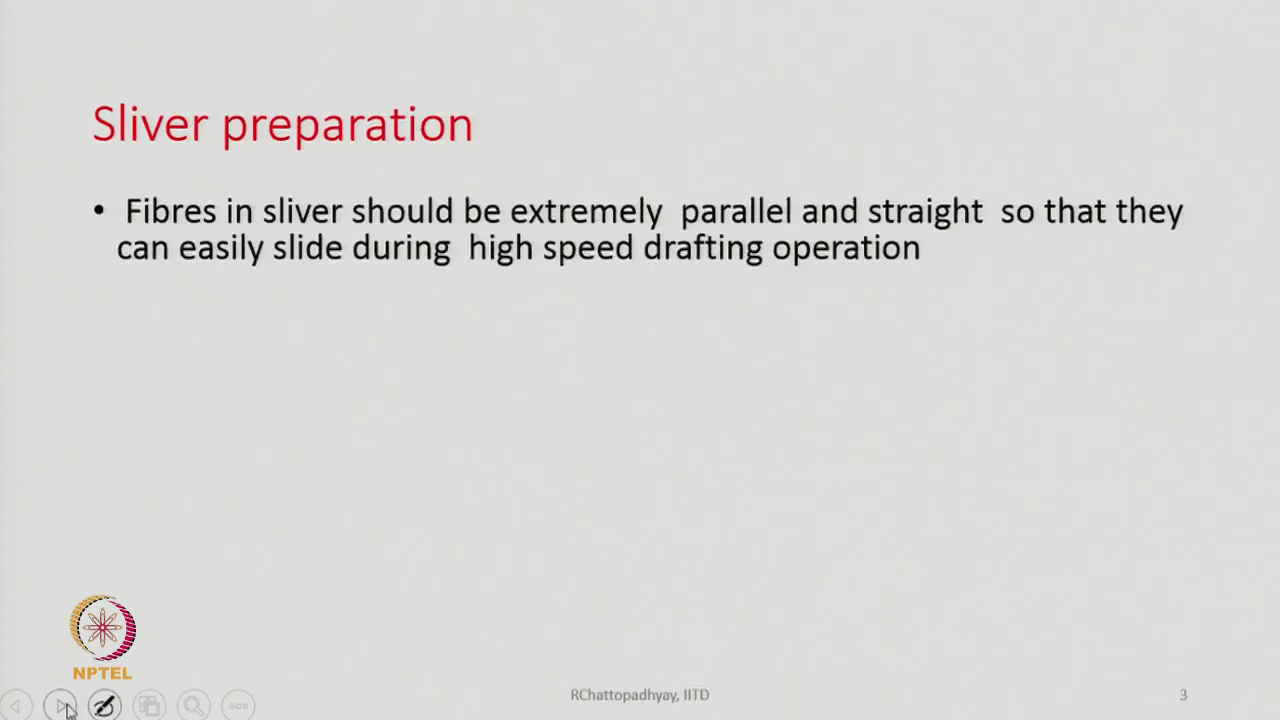 Sliver preparation
• Fibres in sliver should be extremely parallel and straight so that they
can easily slide during high speed drafting operation
NPTEL
RChattopadhyay, IITD
3